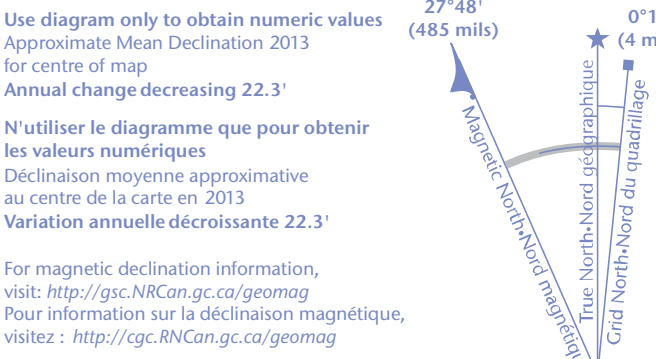 Use diagram only to obtain numeric values
Approximate Mean Declination 2013
for centre of map
Annual change decreasing 22.3'
N'utiliser le diagramme que pour obtenir
les valeurs numériques
Déclinaison moyenne approximative
au centre de la carte en 2013
Variation annuelle décroissante 22.3'
For magnetic declination information,
visit: http://gsc.NRCan.gc.ca/geomag
Pour information sur la déclinaison magnétique,
visitez : http://cgc.RNCan.gc.ca/geomag
27°48'
(485 mils)
Magnetic North•Nord
True North•Nord géographique
Grid North•Nord du quadrillage